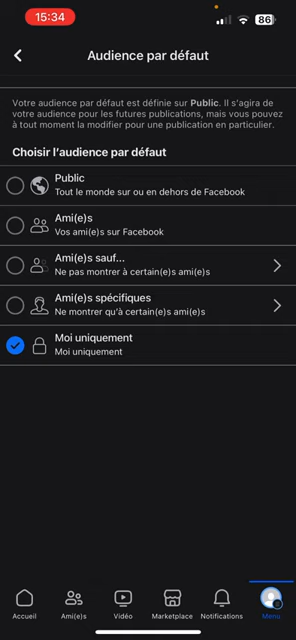 15:34
86
Audience par défaut
Votre audience par défaut est définie sur Public. Il s'agira de
votre audience pour les futures publications, mais vous pouvez
à tout moment la modifier pour une publication en particulier.
Choisir l'audience par défaut
Public
Tout le monde sur ou en dehors de Facebook
Ami(e)s
Vos ami(e)s sur Facebook
Ami(e)s sauf...
Ne pas montrer à certain(e)s ami(e)s
Ami(e)s spécifiques
Ne montrer qu'à certain(e)s ami(e)s
Moi uniquement
Moi uniquement
Accueil Ami(e)s Vidéo Marketplace Notifications Menu